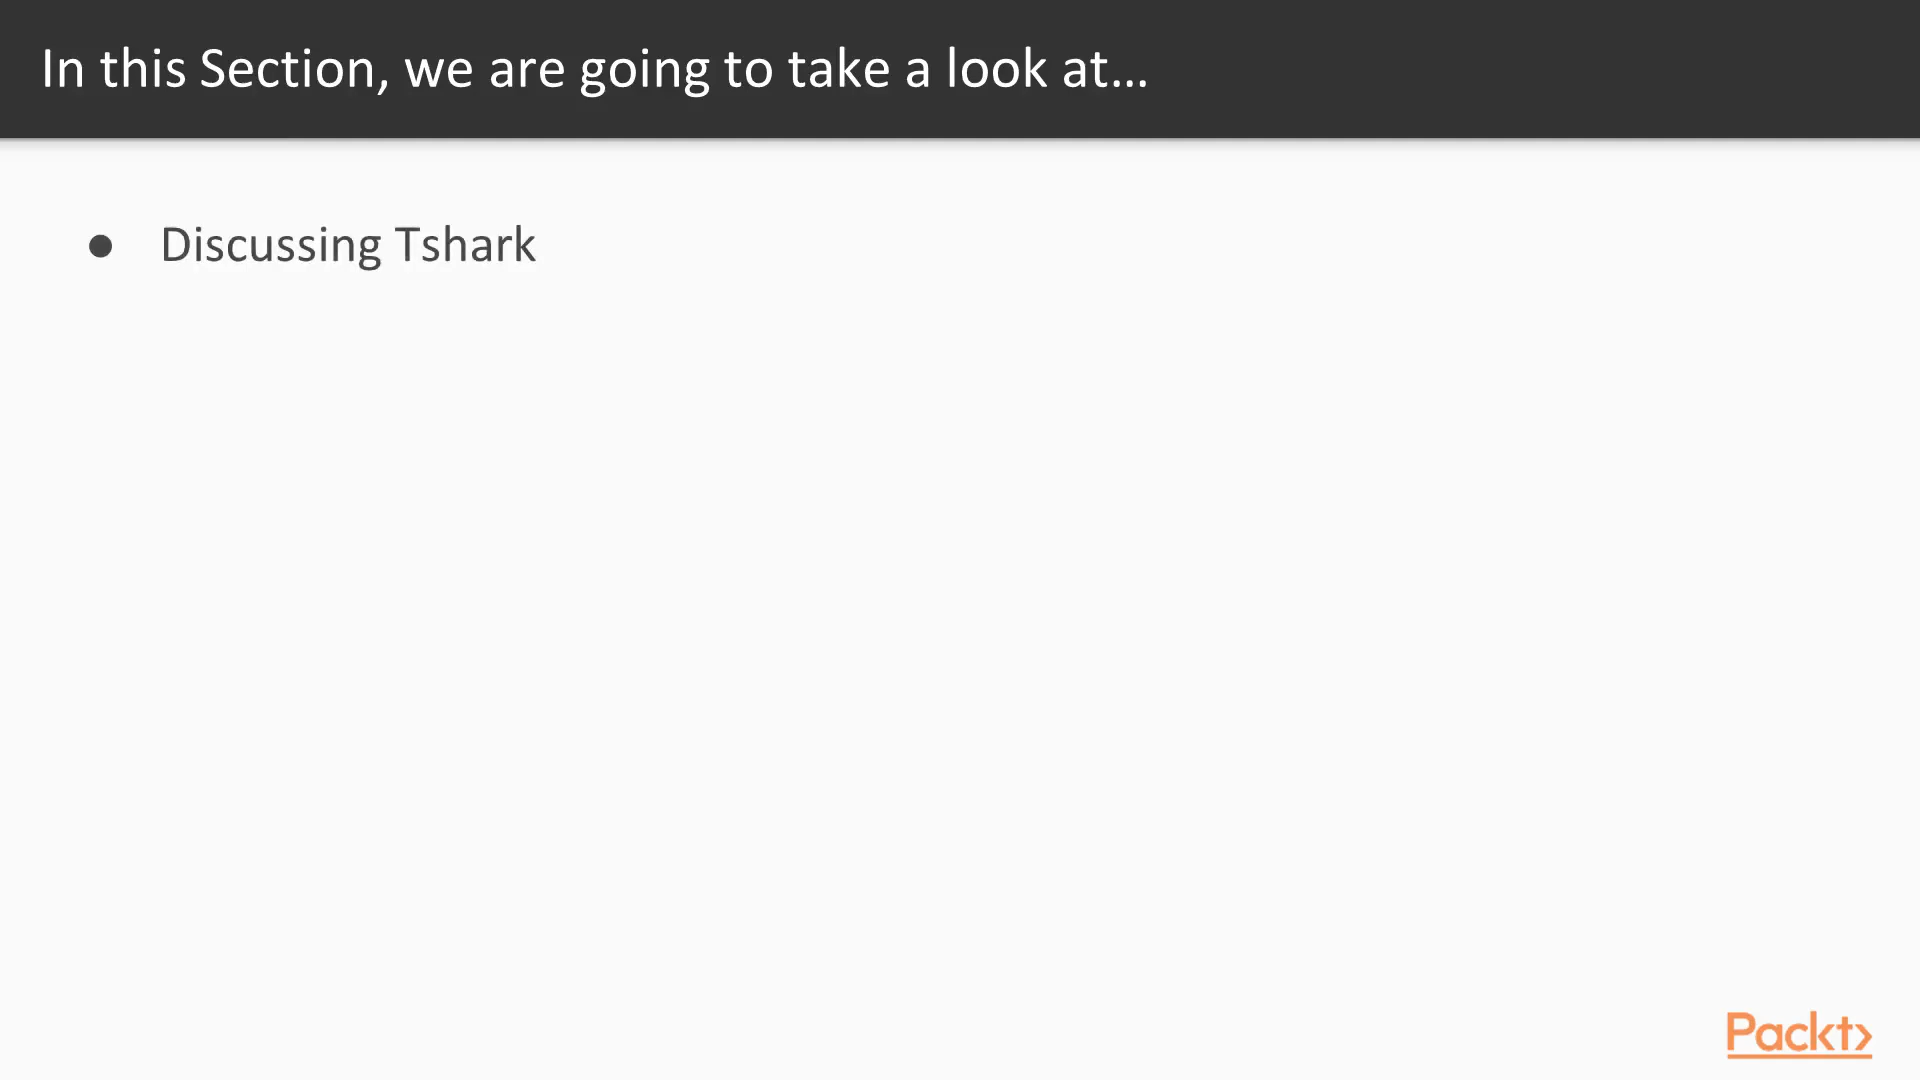 In this Section, we are going to take a look at...
● Discussing Tshark
Packt>